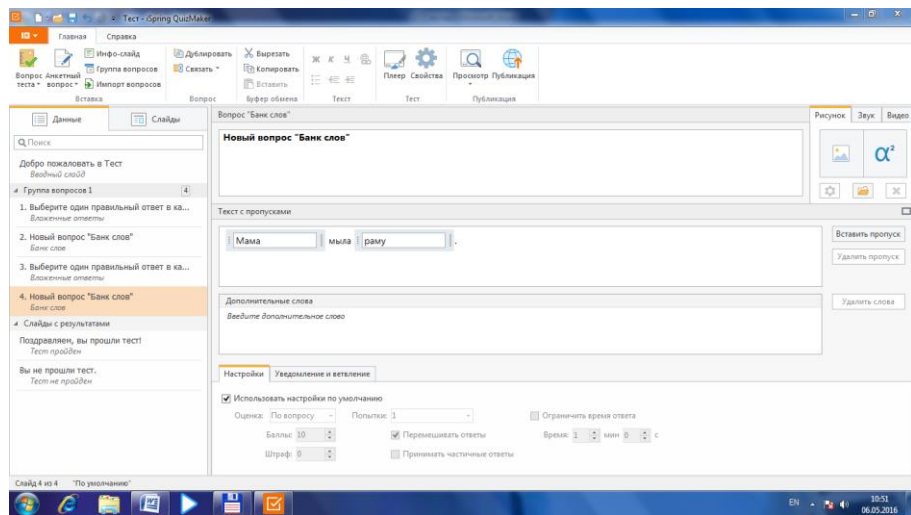 Тест - iSpring QuizMaker
Главная Справка
Вопрос теста Анкетный вопрос
Инфо-слайд
Группа вопросов
Импорт вопросов
Дублировать
Связать
Вырезать
Копировать
Вставить
Ж К Ч
Плеер Свойства
Просмотр Публикация
Вставка Вопрос Буфер обмена Текст Тест Публикация
Данные Слайды
Поиск
Добро пожаловать в Тест
Вводный слайд
Группа вопросов 1 4
1. Выберите один правильный ответ в ка...
Вложенные ответы
2. Новый вопрос "Банк слов"
Банк слов
3. Выберите один правильный ответ в ка...
Вложенные ответы
4. Новый вопрос "Банк слов"
Банк слов
Слайды с результатами
Поздравляем, вы прошли тест!
Тест пройден
Вы не прошли тест.
Тест не пройден
Вопрос "Банк слов"
Новый вопрос "Банк слов"
Рисунок Звук Видео
α²
Текст с пропусками
Мама мыла раму .
Вставить пропуск
Удалить пропуск
Дополнительные слова
Введите дополнительное слово
Удалить слова
Настройки Уведомление и ветвление
Использовать настройки по умолчанию
Оценка: По вопросу Попытки: 1 Ограничить время ответа
Баллы: 10 Перемешивать ответы Время: 1 мин 0 с
Штраф: 0 Принимать частичные ответы
Слайд 4 из 4 "По умолчанию"
EN 10:51
06.05.2016